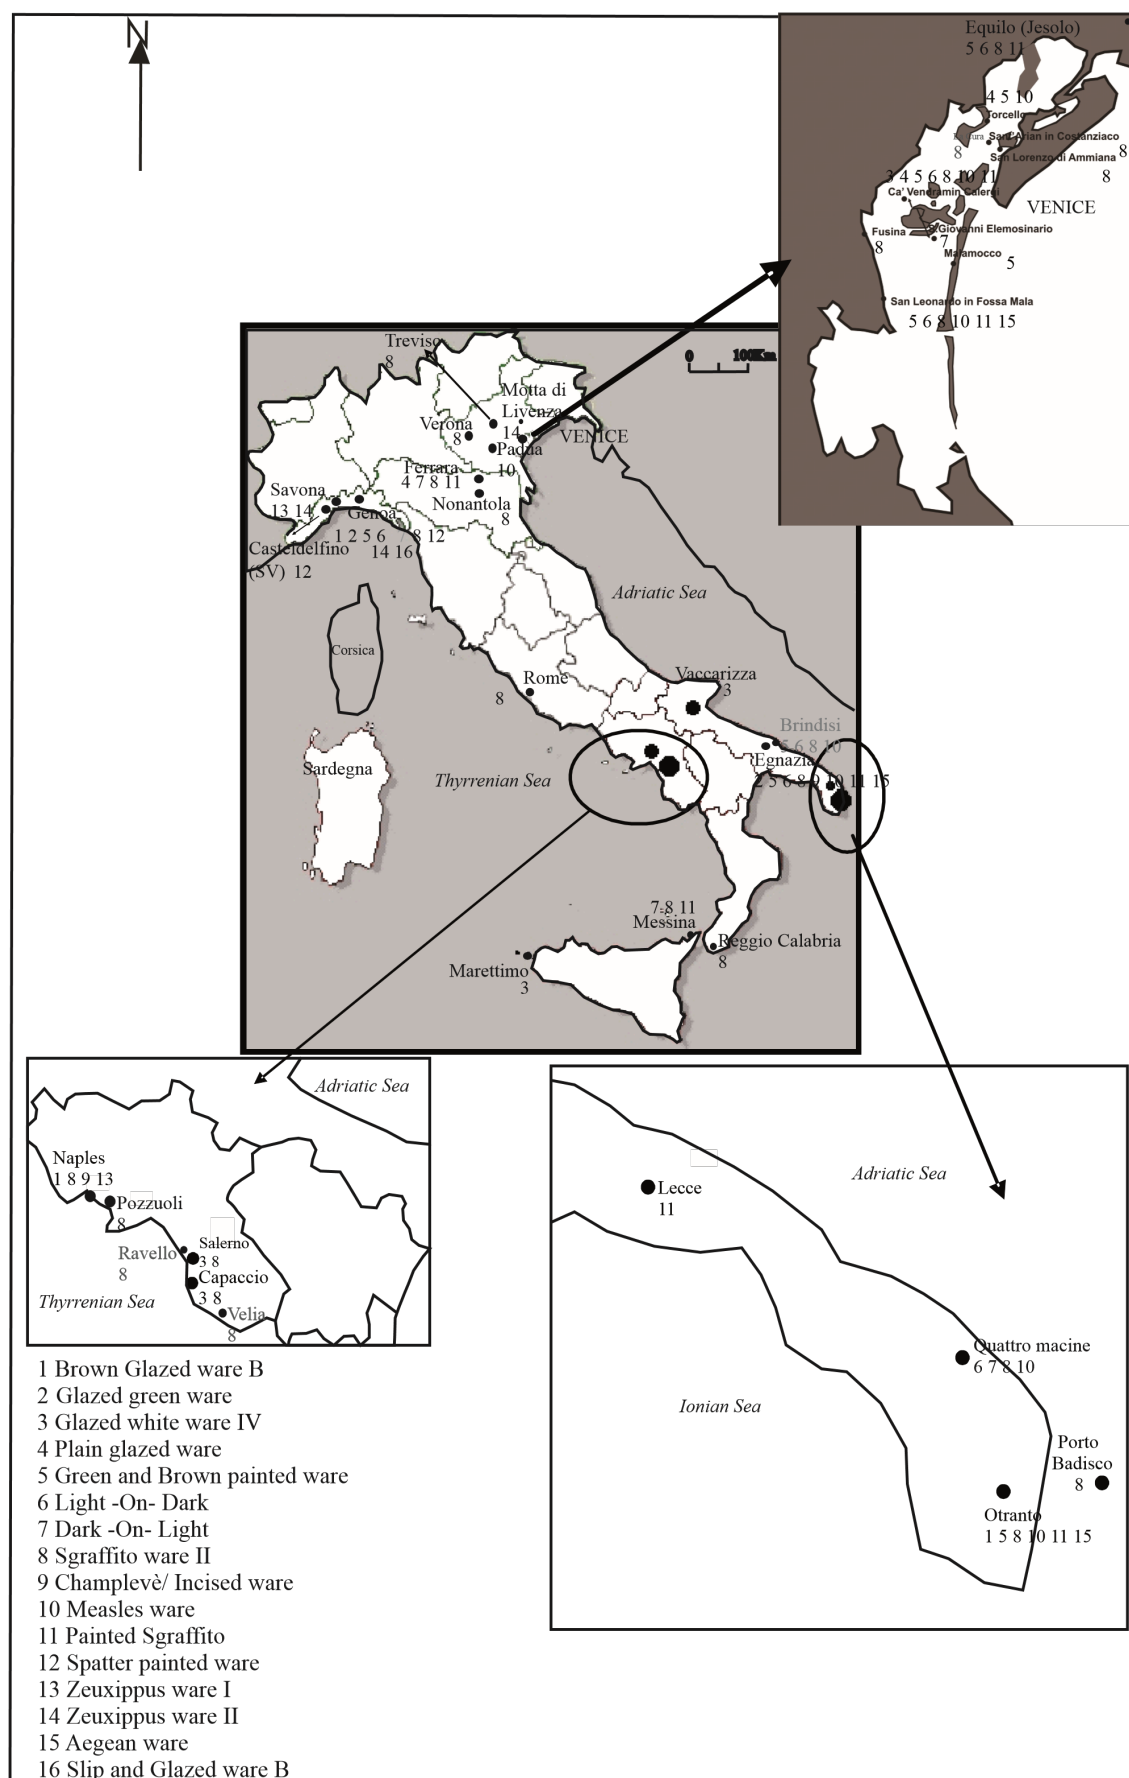 N
Equilo (Jesolo)
5 6 8 11
4 5 10
Torcello
Sant'Arian in Costanziaco
8
San Lorenzo di Ammiana
8
8
3 4 5 6 8 10 11
Ca' Vendramin Calergi
VENICE
S.Giovanni Elemosinario
7
Fusina
8
Malamocco
5
San Leonardo in Fossa Mala
5 6 8 10 11 15
0 100Km
Treviso
8
Motta di
Livenza
14
Verona
8
VENICE
Padua
10
Ferrara
4 7 8 11
Nonantola
8
Savona
13 14
Genoa
1 2 5 6 7 8 12
14 16
Casteldelfino
(SV) 12
Adriatic Sea
Corsica
Rome
8
Vaccarizza
3
Brindisi
5 6 8 10
Egnazia
2 5 6 8 9 10 11 15
Thyrrenian Sea
Sardegna
7 8 11
Messina
Reggio Calabria
8
Marettimo
3
Adriatic Sea
Naples
1 8 9 13
Pozzuoli
8
Ravello
8
Salerno
3 8
Capaccio
3 8
Thyrrenian Sea
Velia
8
Adriatic Sea
Lecce
11
Quattro macine
6 7 8 10
Ionian Sea
Porto
Badisco
8
Otranto
1 5 8 10 11 15
1 Brown Glazed ware B
2 Glazed green ware
3 Glazed white ware IV
4 Plain glazed ware
5 Green and Brown painted ware
6 Light -On- Dark
7 Dark -On- Light
8 Sgraffito ware II
9 Champlevè/ Incised ware
10 Measles ware
11 Painted Sgraffito
12 Spatter painted ware
13 Zeuxippus ware I
14 Zeuxippus ware II
15 Aegean ware
16 Slip and Glazed ware B